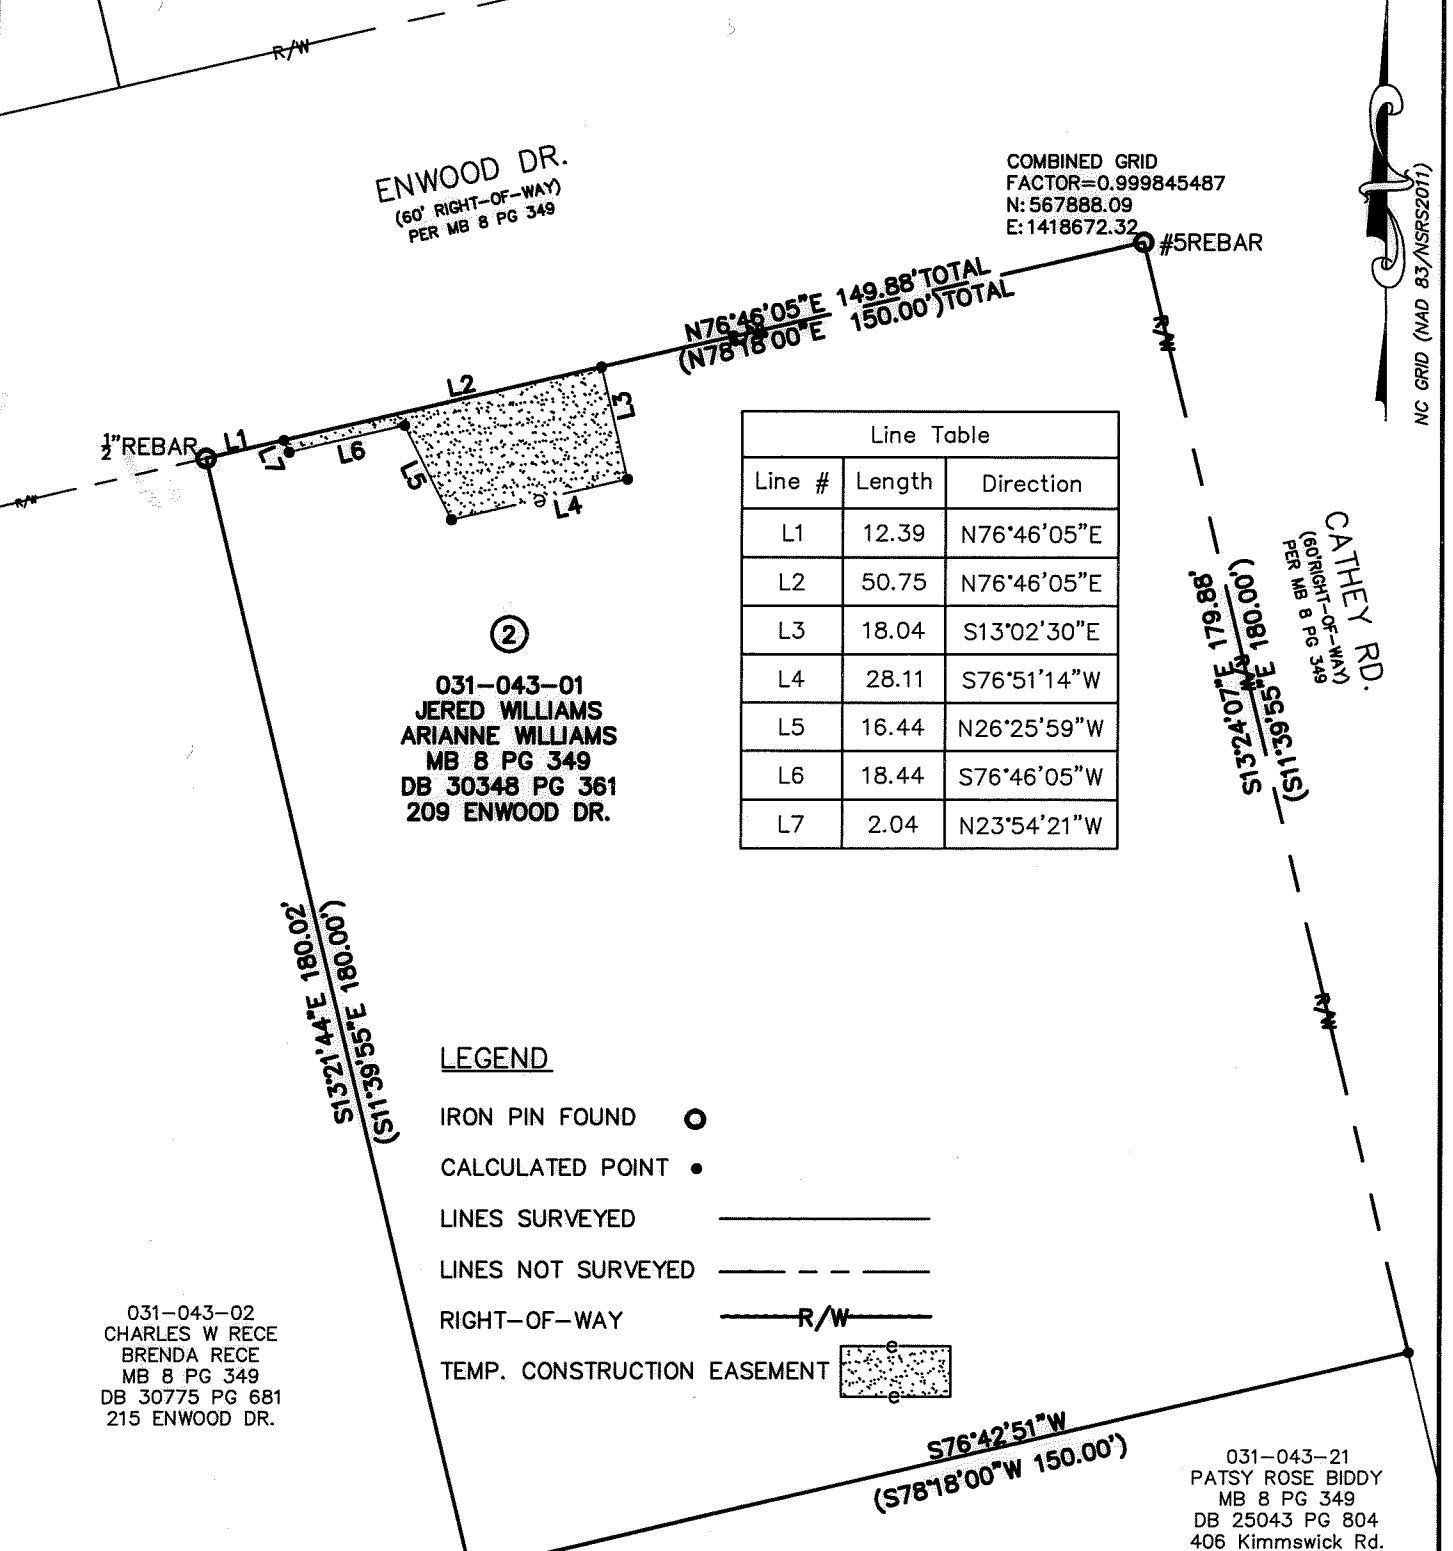 R/W
ENWOOD DR.
(60' RIGHT-OF-WAY)
PER MB 8 PG 349
COMBINED GRID
FACTOR=0.999845487
N: 567888.09
E: 1418672.32
#5REBAR
NC GRID (NAD 83/NSRS2011)
N76°46'05"E 149.88'TOTAL
(N78°18'00"E 150.00')TOTAL
R/W
½"REBAR
L1
L2
L3
L4
L5
L6
L7
e
R/W
Line Table
Line # Length Direction
L1 12.39 N76°46'05"E
L2 50.75 N76°46'05"E
L3 18.04 S13°02'30"E
L4 28.11 S76°51'14"W
L5 16.44 N26°25'59"W
L6 18.44 S76°46'05"W
L7 2.04 N23°54'21"W
CATHEY RD.
(60'RIGHT-OF-WAY)
PER MB 8 PG 349
S13°24'07"E 179.88'
(S11°39'55"E 180.00')
R/W
R/W
2
031-043-01
JERED WILLIAMS
ARIANNE WILLIAMS
MB 8 PG 349
DB 30348 PG 361
209 ENWOOD DR.
S13°21'44"E 180.02'
(S11°39'55"E 180.00')
LEGEND
IRON PIN FOUND
CALCULATED POINT
LINES SURVEYED
LINES NOT SURVEYED
RIGHT-OF-WAY R/W
TEMP. CONSTRUCTION EASEMENT e e
031-043-02
CHARLES W RECE
BRENDA RECE
MB 8 PG 349
DB 30775 PG 681
215 ENWOOD DR.
S76°42'51"W
(S78°18'00"W 150.00')
031-043-21
PATSY ROSE BIDDY
MB 8 PG 349
DB 25043 PG 804
406 Kimmswick Rd.